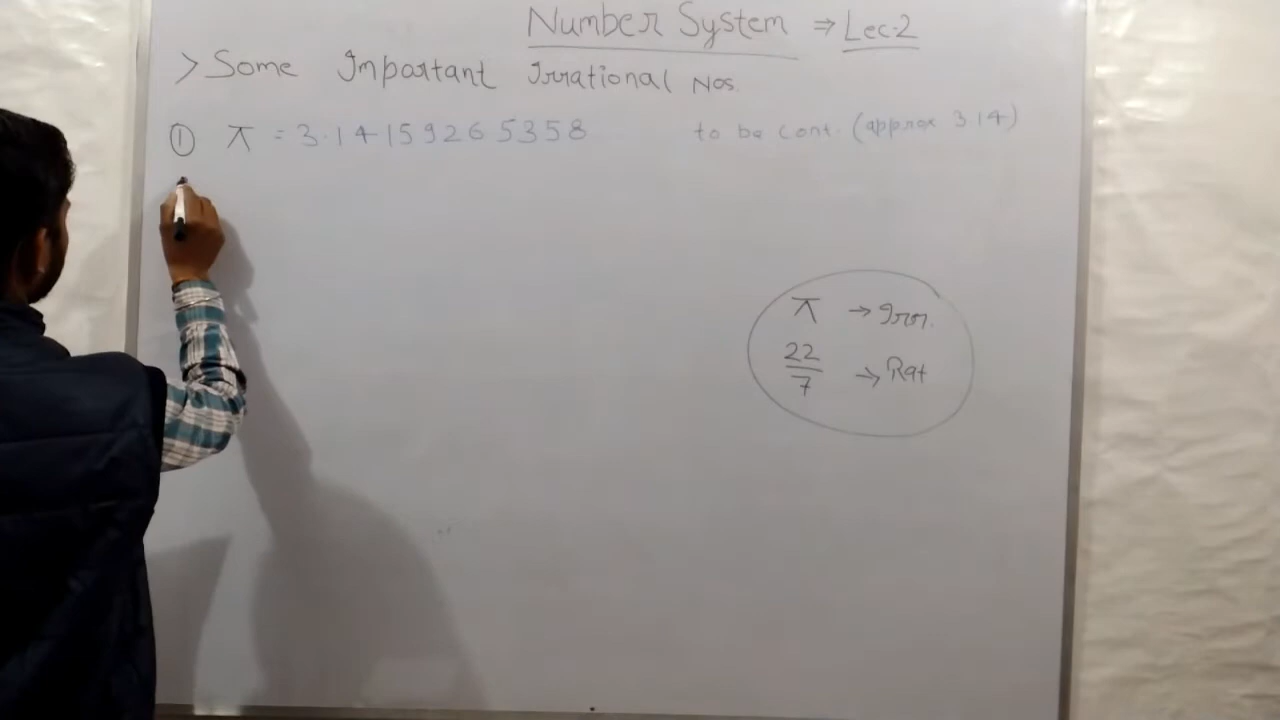 Number System ⇒ Lec-2
> Some Important Irrational Nos.
① π = 3.14159265358 to be cont. (approx 3.14)
π → Irror.
22/7 → Rat